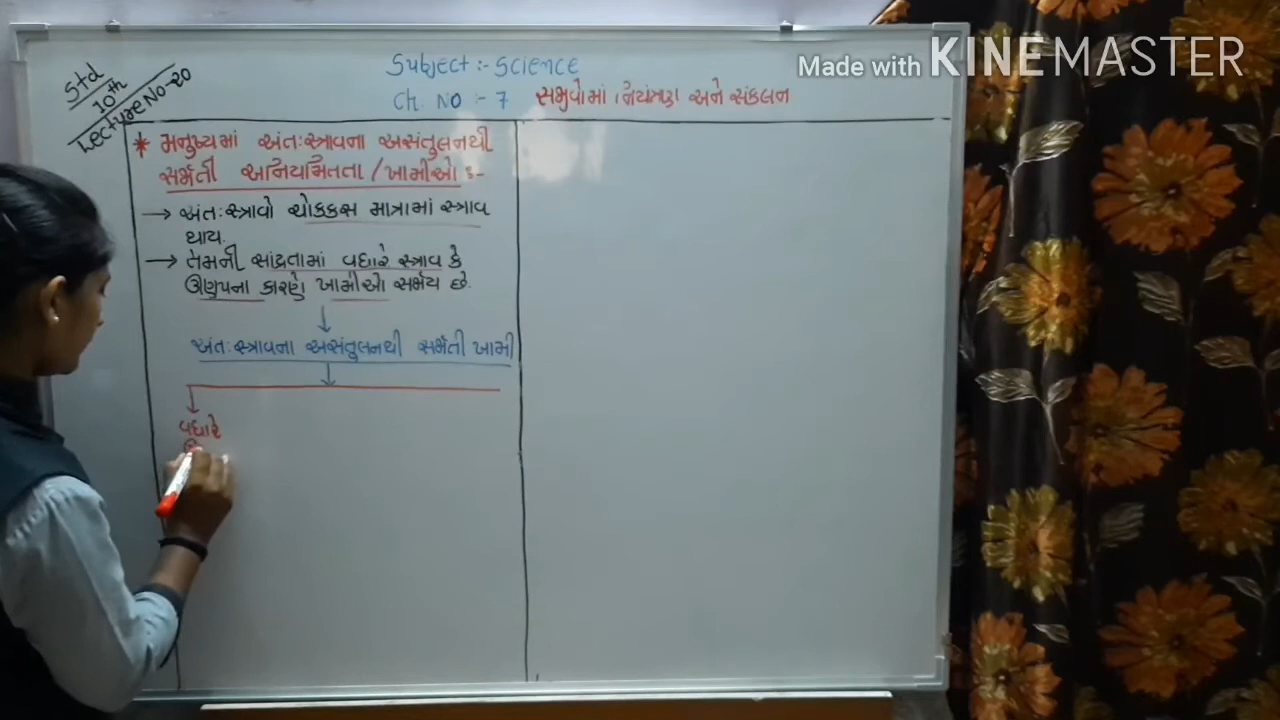 Std
10th
Lecture No-20
Subject :- Science
Ch. No :- 7 સજીવોમાં નિયંત્રણ અને સંકલન
Made with KINEMASTER
* મનુષ્યમાં અંતઃસ્ત્રાવના અસંતુલનથી
સર્જાતી અનિયમિતતા / ખામીઓ :-
→ અંતઃસ્ત્રાવો ચોકકસ માત્રામાં સ્ત્રાવ
થાય.
→ તેમની સાંદ્રતામાં વધારે સ્ત્રાવ કે
ઊણપના કારણે ખામીઓ સર્જાય છે.
અંતઃસ્ત્રાવના અસંતુલનથી સર્જાતી ખામી
વધારે